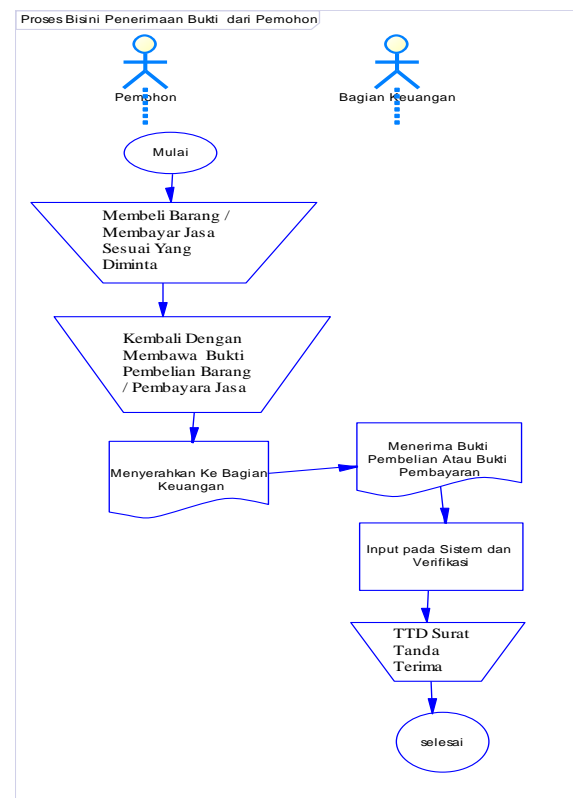 Proses Bisini Penerimaan Bukti dari Pemohon
Pemohon
Bagian Keuangan
Mulai
Membeli Barang /
Membayar Jasa
Sesuai Yang
Diminta
Kembali Dengan
Membawa Bukti
Pembelian Barang
/ Pembayara Jasa
Menyerahkan Ke Bagian
Keuangan
Menerima Bukti
Pembelian Atau Bukti
Pembayaran
Input pada Sistem dan
Verifikasi
TTD Surat
Tanda
Terima
selesai